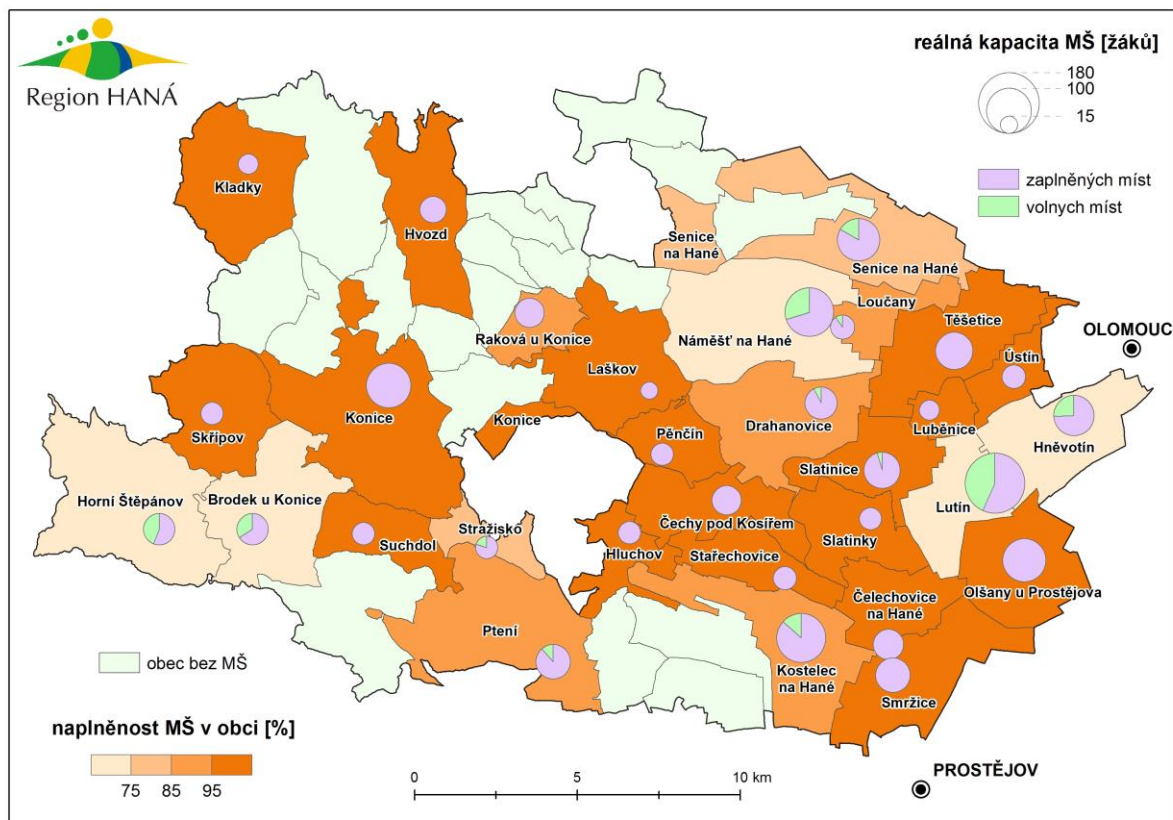 Region HANÁ
reálná kapacita MŠ [žáků]
180
100
15
zaplněných míst
volnych míst
Kladky
Hvozd
Senice
na Hané
Senice na Hané
Loučany
Náměšť na Hané
Těšetice
OLOMOUC
Ústín
Raková u Konice
Laškov
Konice
Konice
Skřípov
Drahanovice
Luběnice
Hněvotín
Pěnčín
Slatinice
Lutín
Horní Štěpánov
Brodek u Konice
Suchdol
Stražisko
Čechy pod Kosířem
Slatinky
Hluchov
Stařechovice
Čelechovice
na Hané
Olšany u Prostějova
Ptení
Kostelec
na Hané
Smržice
obec bez MŠ
naplněnost MŠ v obci [%]
75 85 95
0 5 10 km
PROSTĚJOV